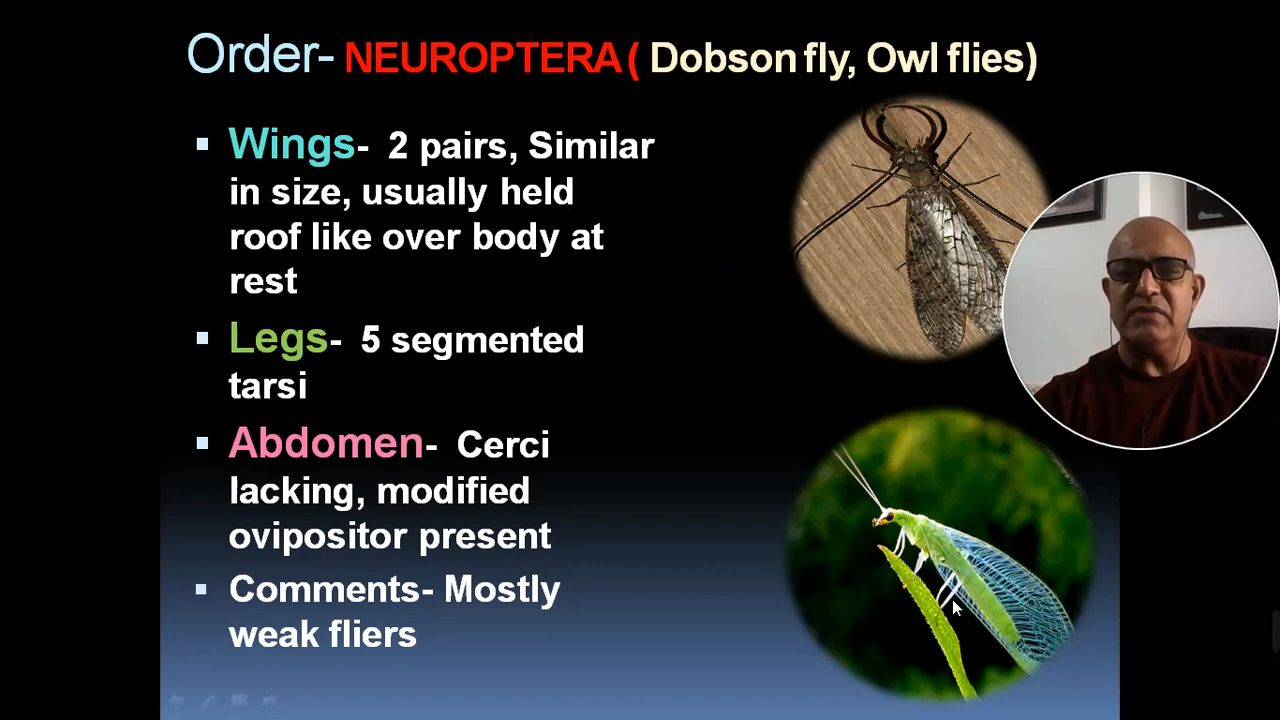 Order- NEUROPTERA ( Dobson fly, Owl flies)
Wings- 2 pairs, Similar
in size, usually held
roof like over body at
rest
Legs- 5 segmented
tarsi
Abdomen- Cerci
lacking, modified
ovipositor present
Comments- Mostly
weak fliers